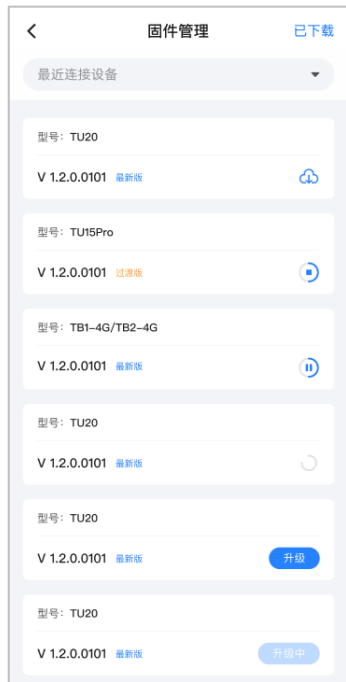 固件管理 已下载
最近连接设备
型号：TU20
V 1.2.0.0101 最新版
型号：TU15Pro
V 1.2.0.0101 过渡版
型号：TB1-4G/TB2-4G
V 1.2.0.0101 最新版
型号：TU20
V 1.2.0.0101 最新版
型号：TU20
V 1.2.0.0101 最新版 升级
型号：TU20
V 1.2.0.0101 最新版 升级中